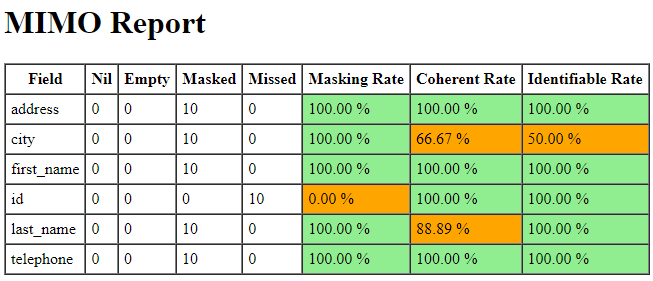 MIMO Report
Field Nil Empty Masked Missed Masking Rate Coherent Rate Identifiable Rate
address 0 0 10 0 100.00 % 100.00 % 100.00 %
city 0 0 10 0 100.00 % 66.67 % 50.00 %
first_name 0 0 10 0 100.00 % 100.00 % 100.00 %
id 0 0 0 10 0.00 % 100.00 % 100.00 %
last_name 0 0 10 0 100.00 % 88.89 % 100.00 %
telephone 0 0 10 0 100.00 % 100.00 % 100.00 %